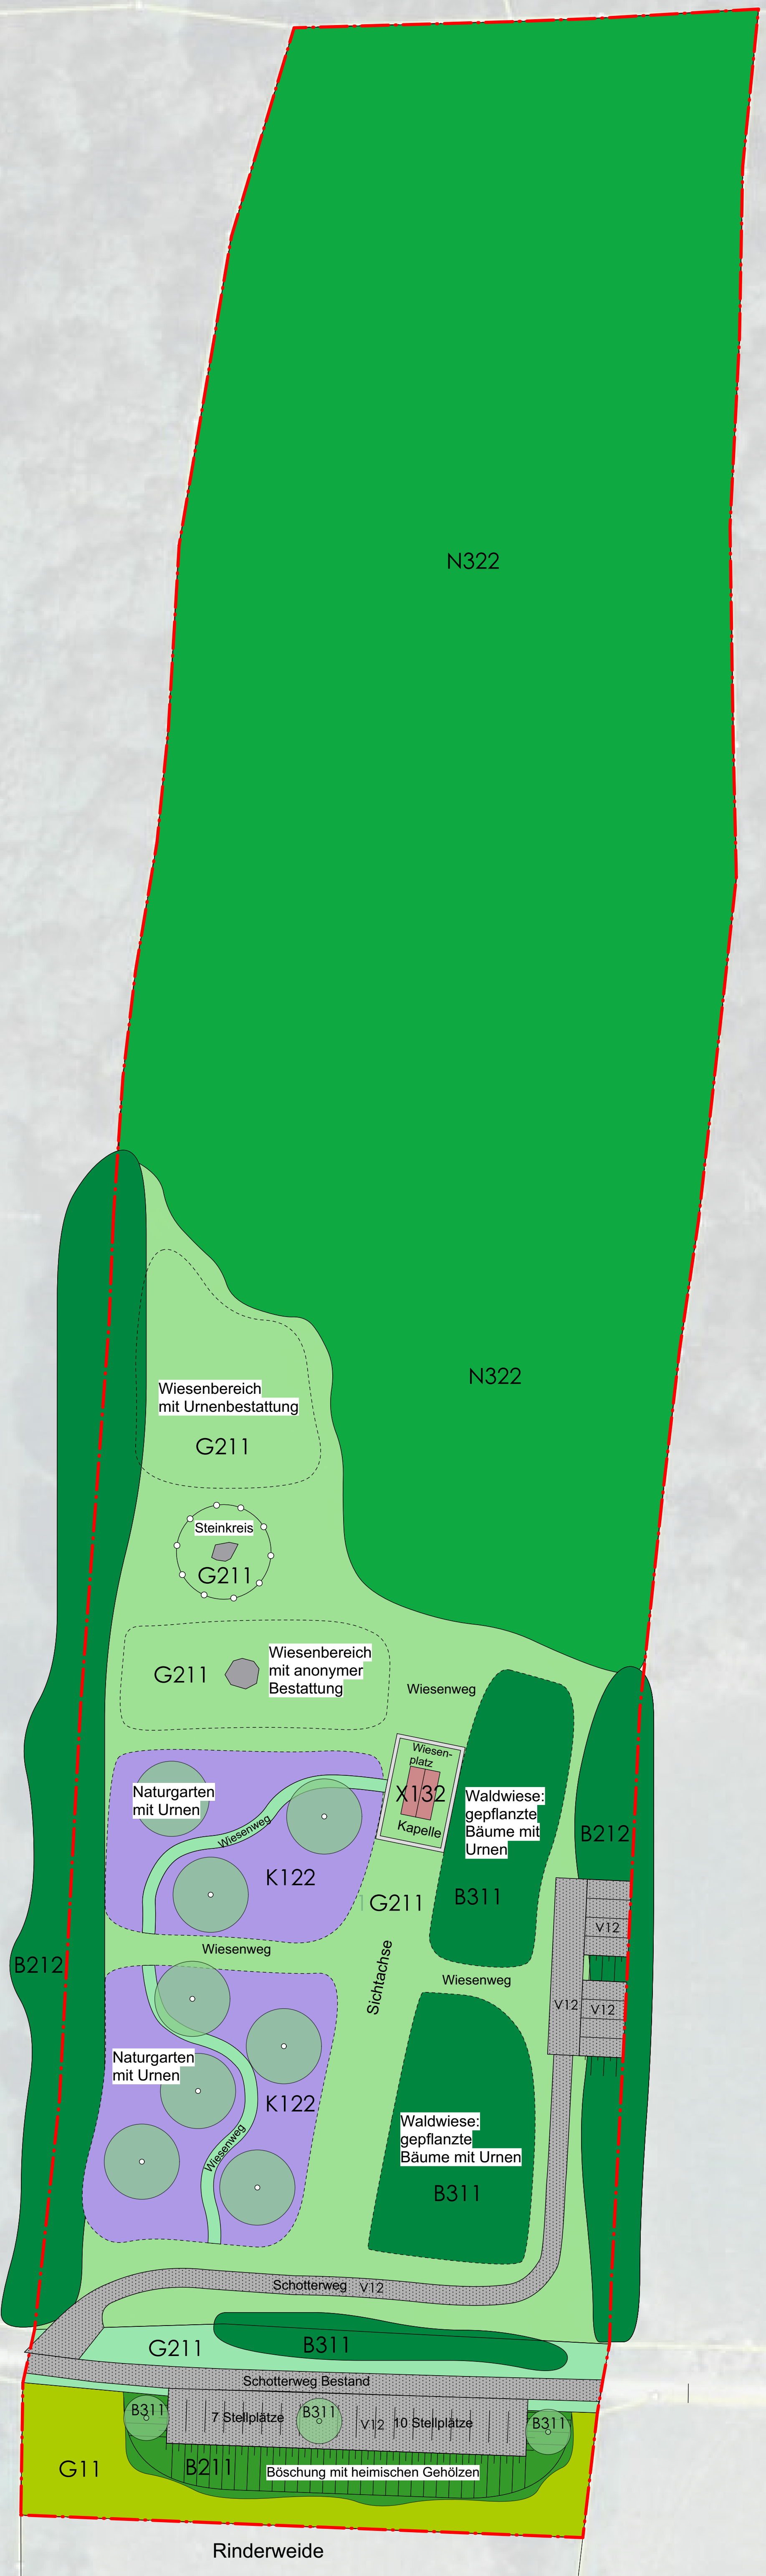 N322
N322
Wiesenbereich
mit Urnenbestattung
G211
Steinkreis
G211
Wiesenbereich
mit anonymer
Bestattung
G211
Wiesenweg
Wiesen-
platz
X132
Kapelle
Naturgarten
mit Urnen
Wiesenweg
K122
Waldwiese:
gepflanzte
Bäume mit
Urnen
B311
B212
G211
V12
V12
V12
Wiesenweg
Sichtachse
Wiesenweg
B212
Naturgarten
mit Urnen
K122
Wiesenweg
Waldwiese:
gepflanzte
Bäume mit Urnen
B311
Schotterweg V12
G211
B311
Schotterweg Bestand
B311
7 Stellplätze
B311
V12
10 Stellplätze
B311
G11
B211
Böschung mit heimischen Gehölzen
Rinderweide